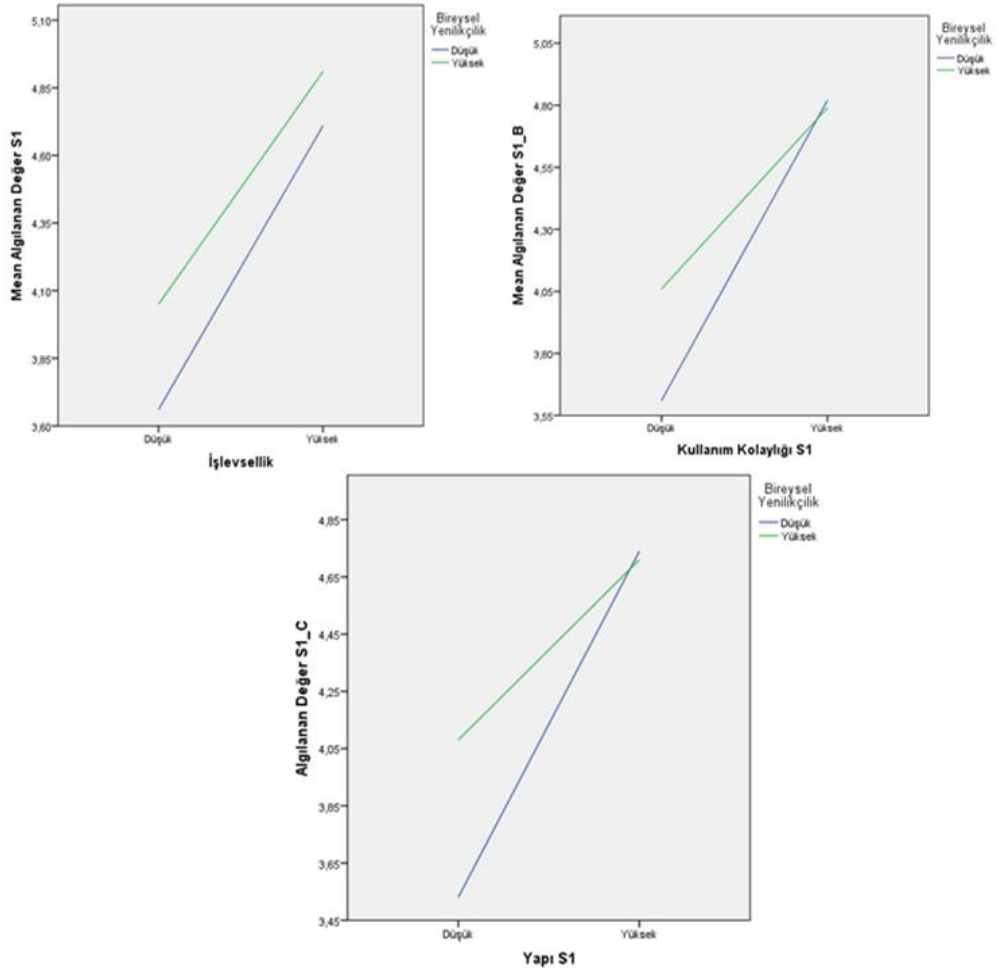 Mean Algılanan Değer S1
5,10
4,85
4,60
4,35
4,10
3,85
3,60
Düşük
Yüksek
İşlevsellik
Bireysel
Yenilikçilik
Düşük
Yüksek
Mean Algılanan Değer S1_B
5,05
4,80
4,55
4,30
4,05
3,80
3,55
Düşük
Yüksek
Kullanım Kolaylığı S1
Bireysel
Yenilikçilik
Düşük
Yüksek
Algılanan Değer S1_C
4,85
4,65
4,45
4,25
4,05
3,85
3,65
3,45
Düşük
Yüksek
Yapı S1
Bireysel
Yenilikçilik
Düşük
Yüksek